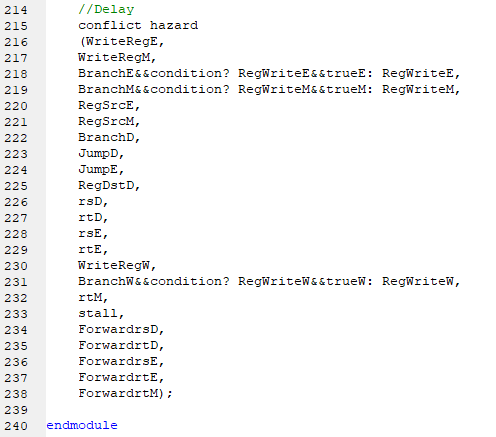 214 //Delay
215 conflict hazard
216 (WriteRegE,
217 WriteRegM,
218 BranchE&&condition? RegWriteE&&trueE: RegWriteE,
219 BranchM&&condition? RegWriteM&&trueM: RegWriteM,
220 RegSrcE,
221 RegSrcM,
222 BranchD,
223 JumpD,
224 JumpE,
225 RegDstD,
226 rsD,
227 rtD,
228 rsE,
229 rtE,
230 WriteRegW,
231 BranchW&&condition? RegWriteW&&trueW: RegWriteW,
232 rtM,
233 stall,
234 ForwardrsD,
235 ForwardrtD,
236 ForwardrsE,
237 ForwardrtE,
238 ForwardrtM);
239
240 endmodule